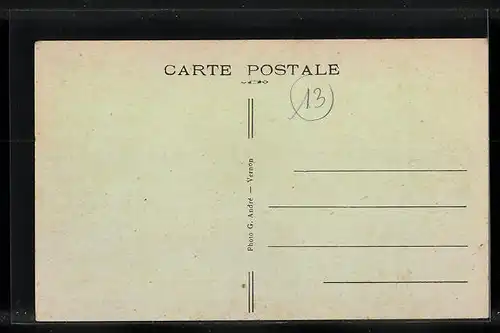 CARTE POSTALE
13
Photo G. André — Vernon